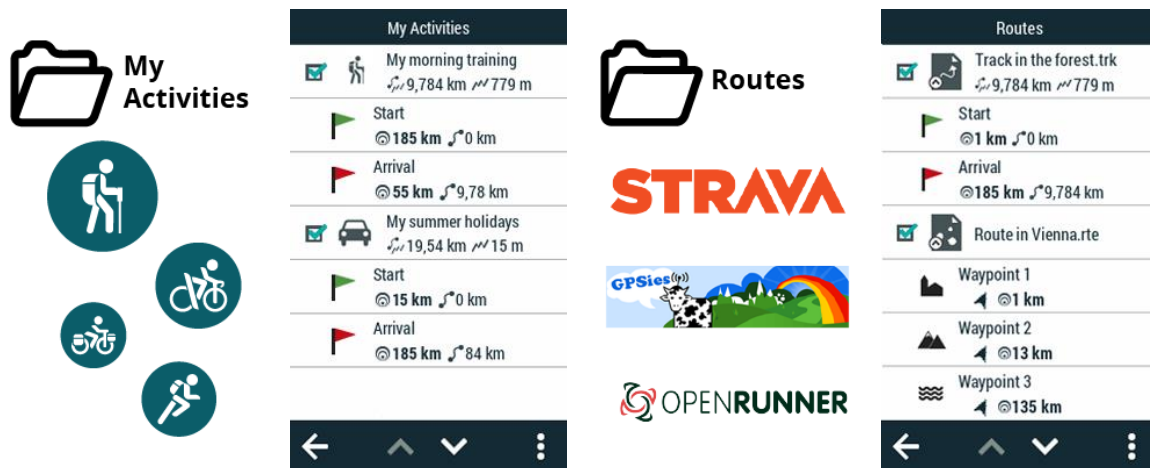 My
Activities
My Activities
My morning training
9,784 km 779 m
Start
185 km 0 km
Arrival
55 km 9,78 km
My summer holidays
19,54 km 15 m
Start
15 km 0 km
Arrival
185 km 84 km
Routes
STRAVA
GPSies
OPENRUNNER
Routes
Track in the forest.trk
9,784 km 779 m
Start
1 km 0 km
Arrival
185 km 9,784 km
Route in Vienna.rte
Waypoint 1
1 km
Waypoint 2
13 km
Waypoint 3
135 km